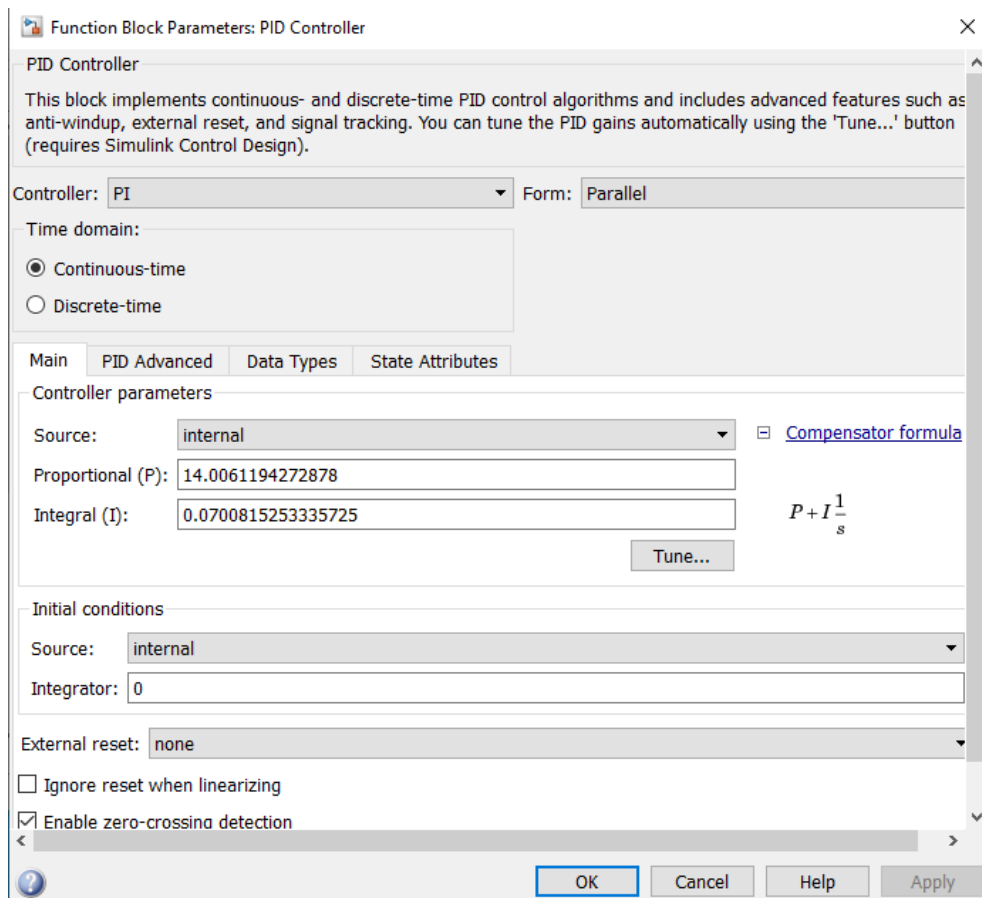 Function Block Parameters: PID Controller
PID Controller
This block implements continuous- and discrete-time PID control algorithms and includes advanced features such as
anti-windup, external reset, and signal tracking. You can tune the PID gains automatically using the 'Tune...' button
(requires Simulink Control Design).
Controller: PI Form: Parallel
Time domain:
Continuous-time
Discrete-time
Main PID Advanced Data Types State Attributes
Controller parameters
Source: internal Compensator formula
Proportional (P): 14.0061194272878
Integral (I): 0.0700815253335725
P+I1/s
Tune...
Initial conditions
Source: internal
Integrator: 0
External reset: none
Ignore reset when linearizing
Enable zero-crossing detection
OK Cancel Help Apply